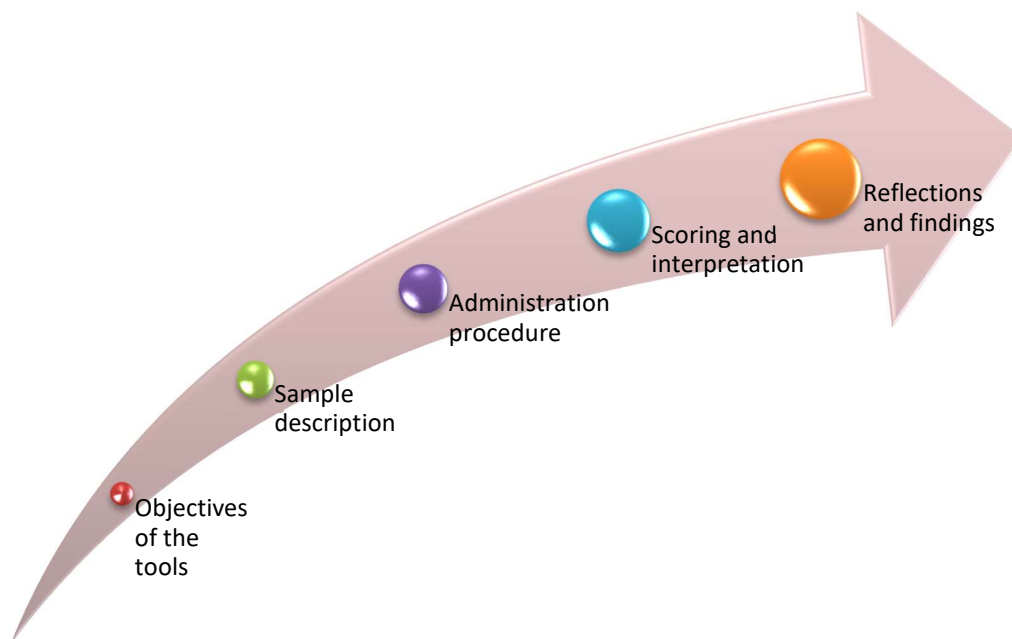 Objectives
of the
tools
Sample
description
Administration
procedure
Scoring and
interpretation
Reflections
and findings